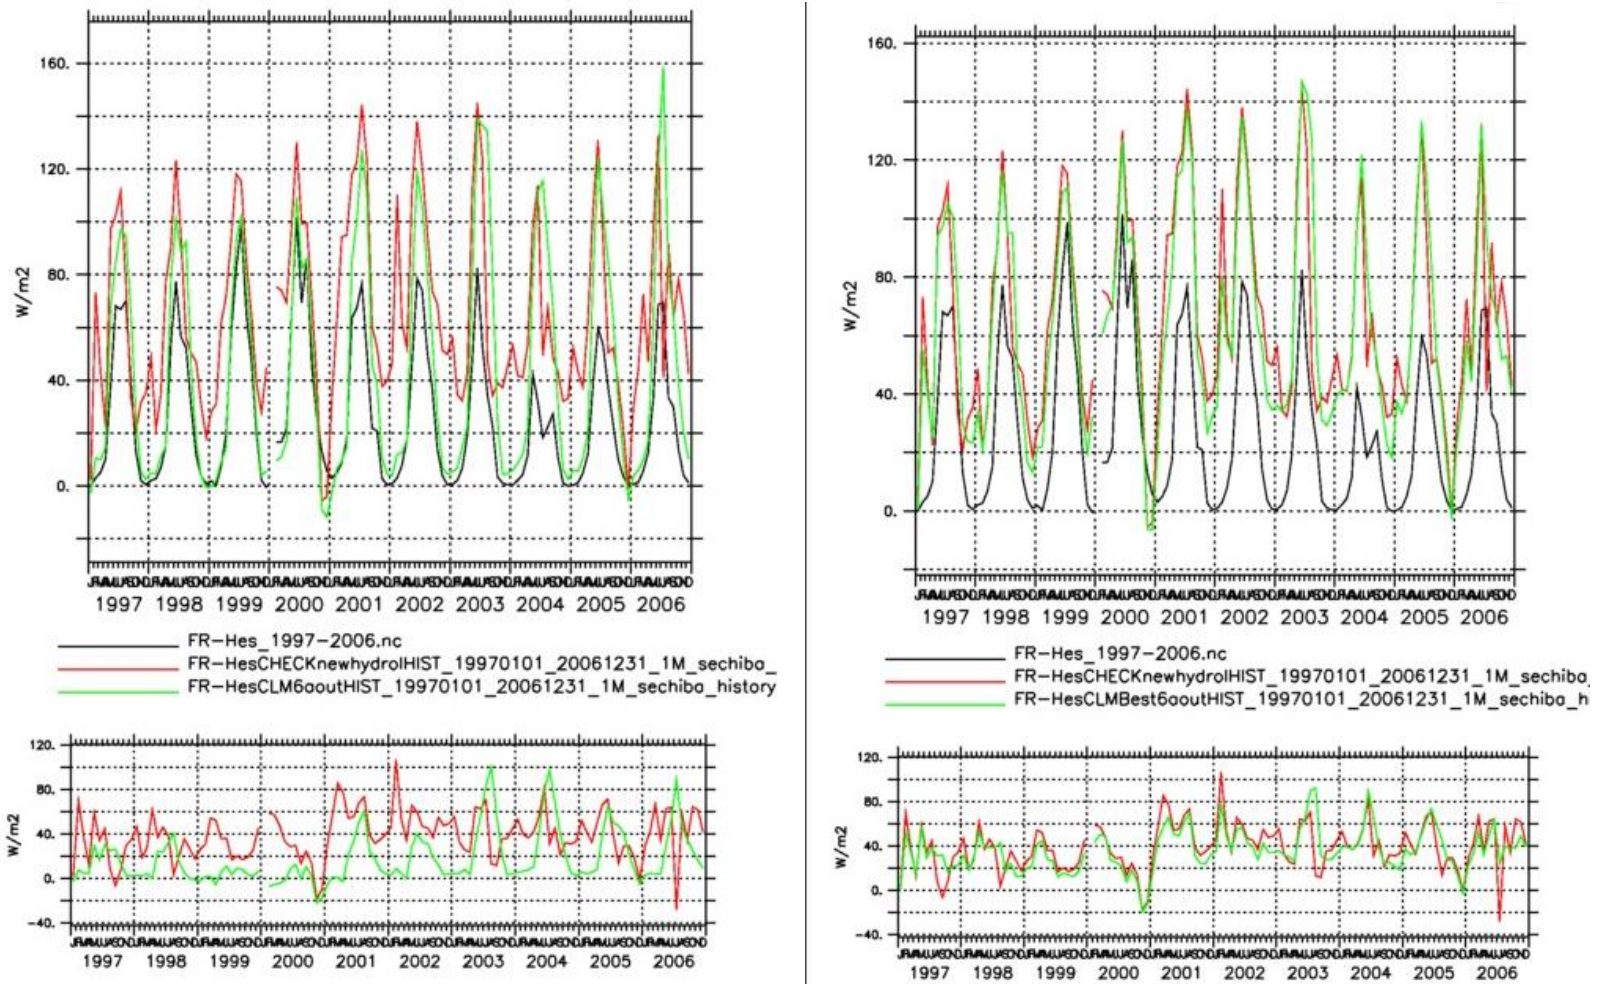 160.
120.
80.
40.
0.
W/m2
1997 1998 1999 2000 2001 2002 2003 2004 2005 2006
FR-Hes_1997-2006.nc
FR-HesCHECKnewhydrolHIST_19970101_20061231_1M_sechiba_
FR-HesCLM6aoutHIST_19970101_20061231_1M_sechiba_history
120.
80.
40.
0.
-40.
W/m2
1997 1998 1999 2000 2001 2002 2003 2004 2005 2006
160.
120.
80.
40.
0.
W/m2
1997 1998 1999 2000 2001 2002 2003 2004 2005 2006
FR-Hes_1997-2006.nc
FR-HesCHECKnewhydrolHIST_19970101_20061231_1M_sechiba_
FR-HesCLMBest6aoutHIST_19970101_20061231_1M_sechiba_h
120.
80.
40.
0.
-40.
W/m2
1997 1998 1999 2000 2001 2002 2003 2004 2005 2006